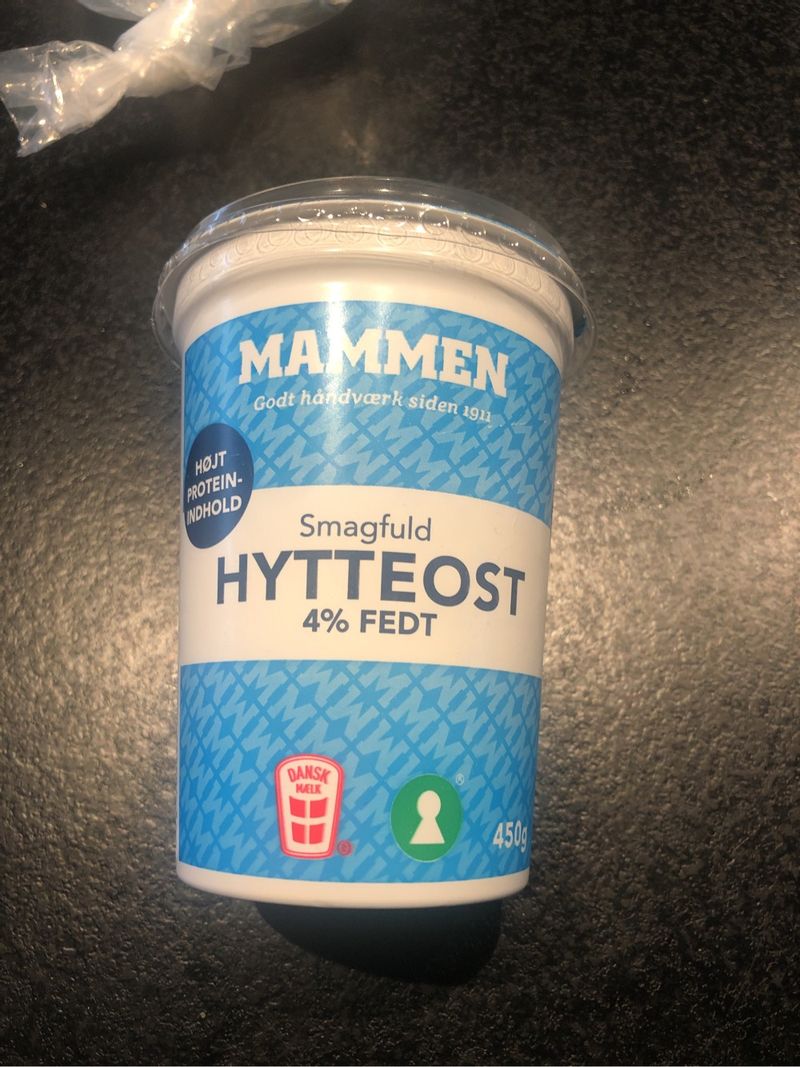 MAMMEN
Godt håndværk siden 1911
HØJT
PROTEIN-
INDHOLD
Smagfuld
HYTTEOST
4% FEDT
DANSK
MÆLK
®
®
450g